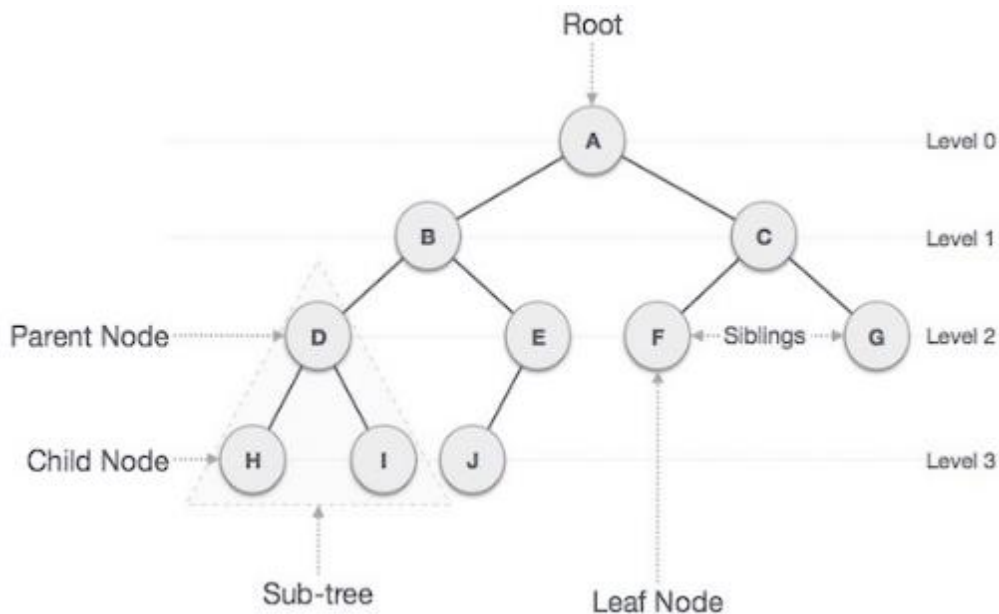 Root
A
Level 0
B
C
Level 1
Parent Node
D
E
F
Siblings
G
Level 2
Child Node
H
I
J
Level 3
Sub-tree
Leaf Node